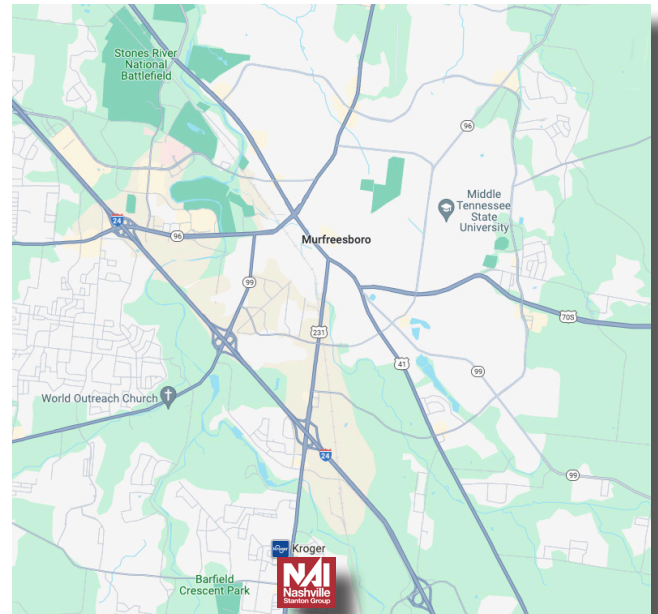 Stones River
National
Battlefield
96
Middle
Tennessee
State
University
24
96
Murfreesboro
99
70S
231
41
99
World Outreach Church
24
99
Kroger
Kroger
NAI
Nashville
Stanton Group
Barfield
Crescent Park